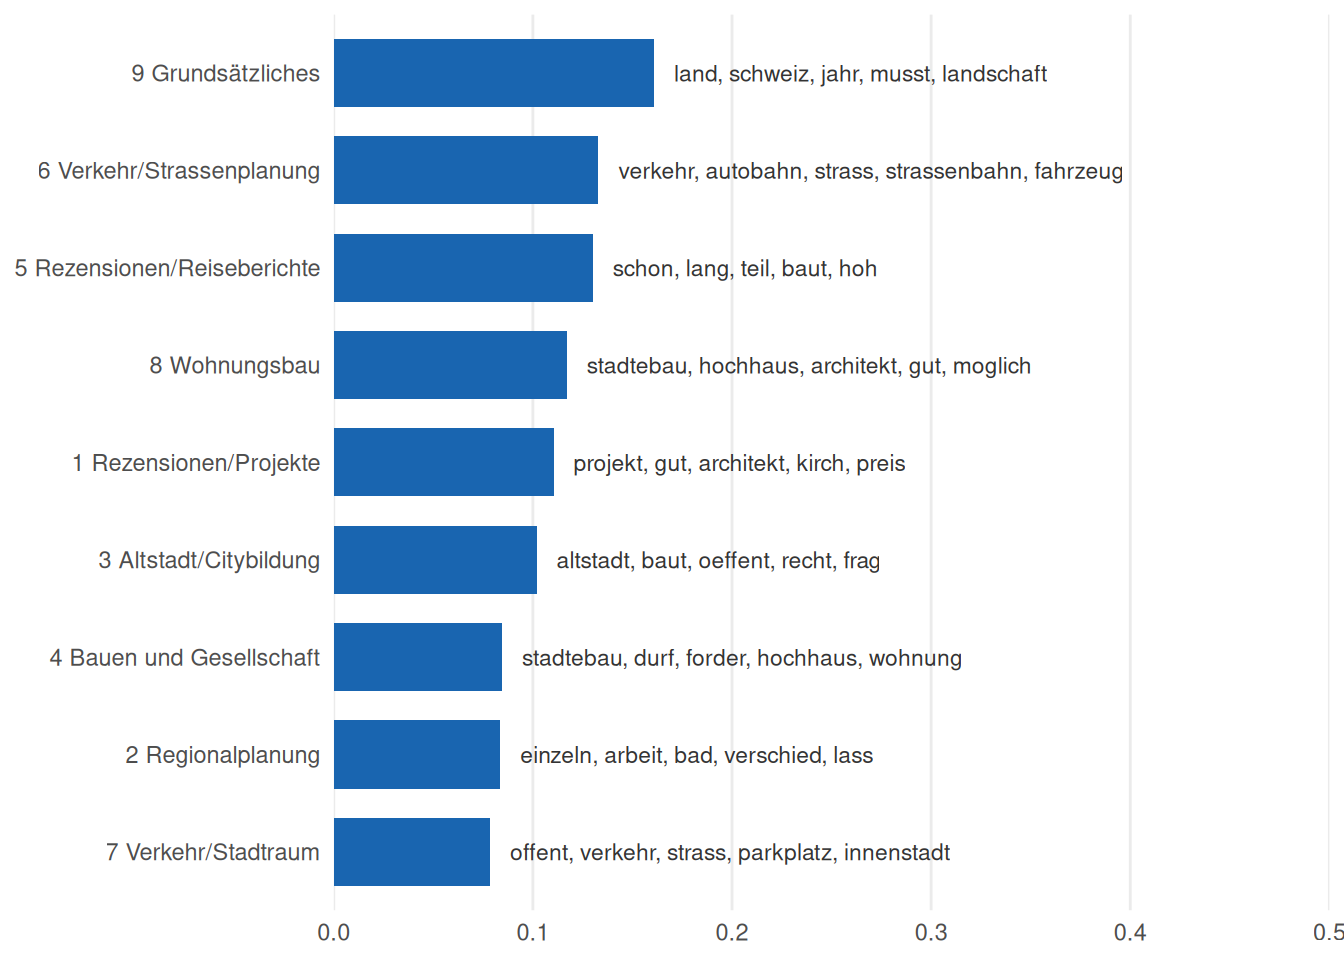 9 Grundsätzliches land, schweiz, jahr, musst, landschaft
6 Verkehr/Strassenplanung verkehr, autobahn, strass, strassenbahn, fahrzeug
5 Rezensionen/Reiseberichte schon, lang, teil, baut, hoh
8 Wohnungsbau stadtebau, hochhaus, architekt, gut, moglich
1 Rezensionen/Projekte projekt, gut, architekt, kirch, preis
3 Altstadt/Citybildung altstadt, baut, oeffent, recht, frag
4 Bauen und Gesellschaft stadtebau, durf, forder, hochhaus, wohnung
2 Regionalplanung einzeln, arbeit, bad, verschied, lass
7 Verkehr/Stadtraum offent, verkehr, strass, parkplatz, innenstadt
0.0 0.1 0.2 0.3 0.4 0.5